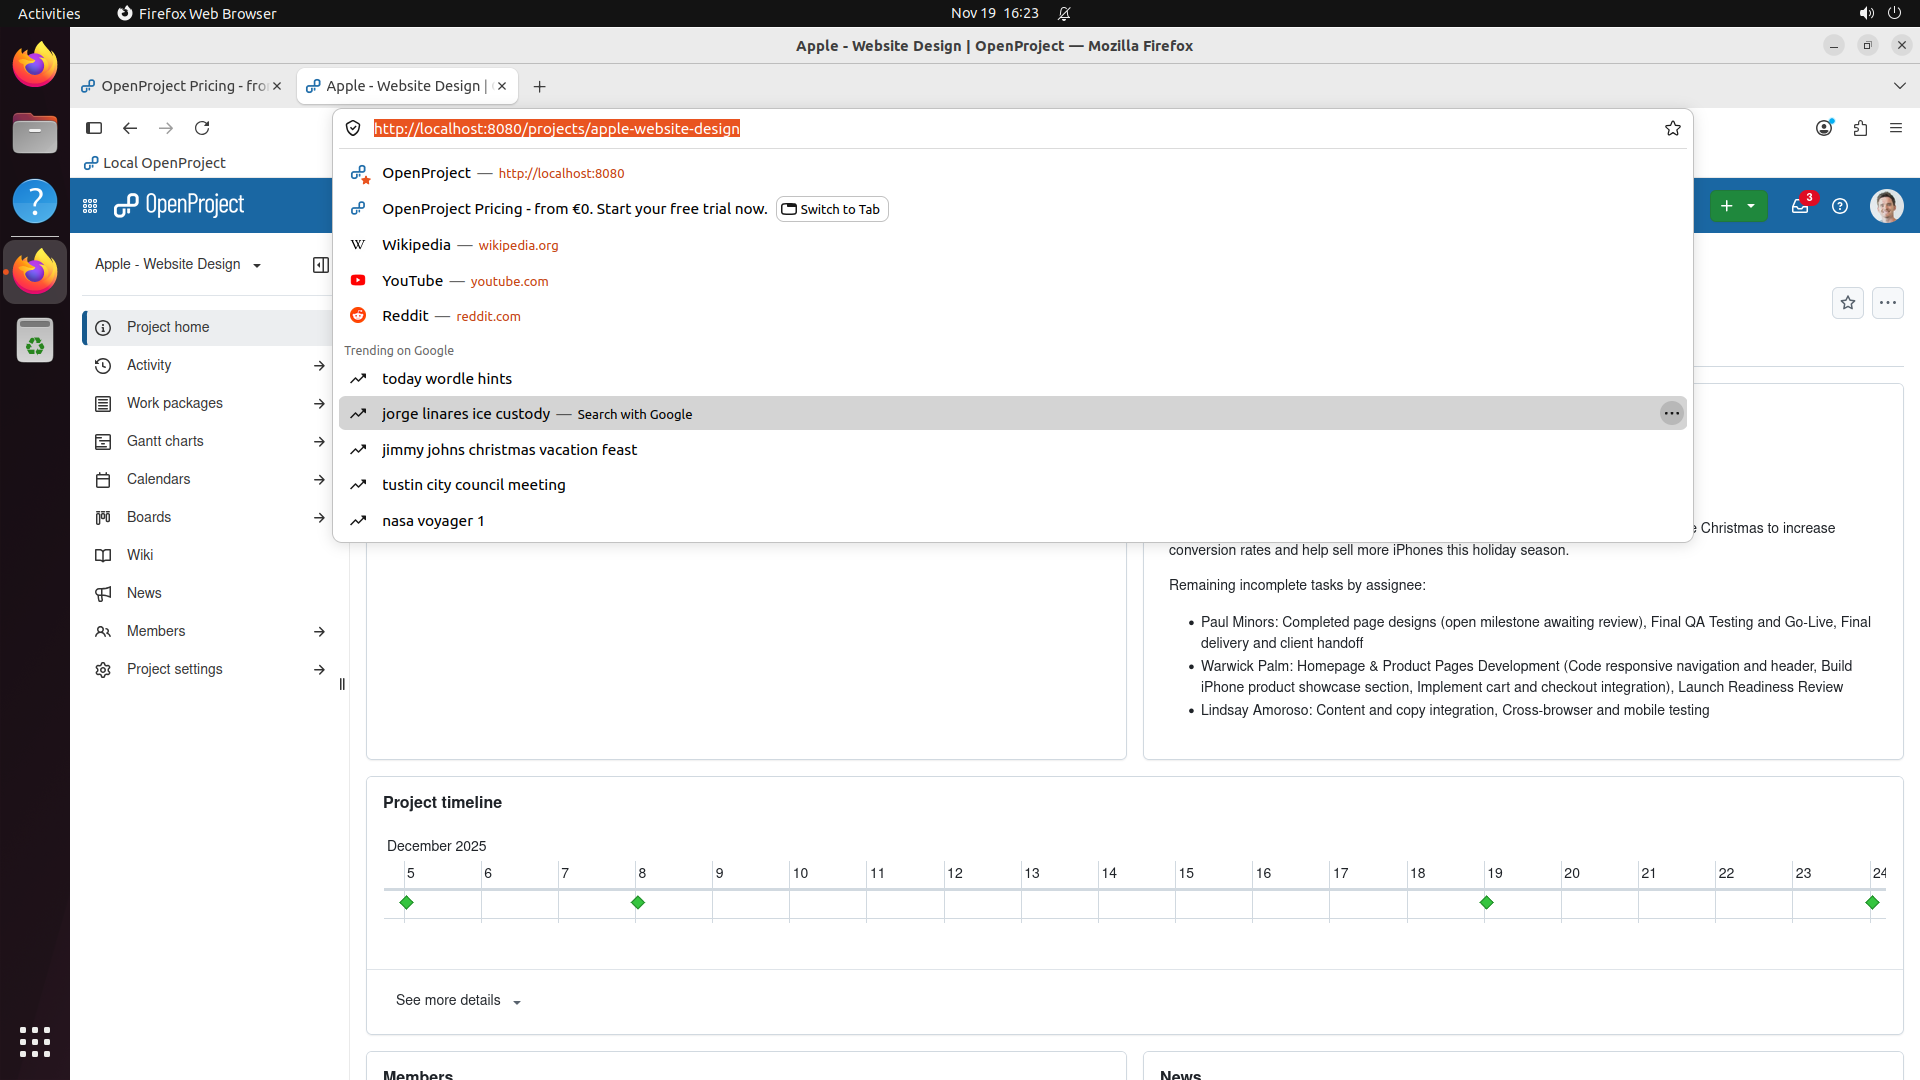 Activities
Firefox Web Browser
Nov 19 16:23
Apple - Website Design | OpenProject — Mozilla Firefox
OpenProject Pricing - fro
Apple - Website Design |
http://localhost:8080/projects/apple-website-design
Local OpenProject
OpenProject — http://localhost:8080
OpenProject Pricing - from €0. Start your free trial now. Switch to Tab
Wikipedia — wikipedia.org
YouTube — youtube.com
Reddit — reddit.com
Trending on Google
today wordle hints
jorge linares ice custody — Search with Google
jimmy johns christmas vacation feast
tustin city council meeting
nasa voyager 1
OpenProject
3
Apple - Website Design
Project home
Activity
Work packages
Gantt charts
Calendars
Boards
Wiki
News
Members
Project settings
Christmas to increase
conversion rates and help sell more iPhones this holiday season.
Remaining incomplete tasks by assignee:
Paul Minors: Completed page designs (open milestone awaiting review), Final QA Testing and Go-Live, Final
delivery and client handoff
Warwick Palm: Homepage & Product Pages Development (Code responsive navigation and header, Build
iPhone product showcase section, Implement cart and checkout integration), Launch Readiness Review
Lindsay Amoroso: Content and copy integration, Cross-browser and mobile testing
Project timeline
December 2025
5 6 7 8 9 10 11 12 13 14 15 16 17 18 19 20 21 22 23 24
See more details
Members
News